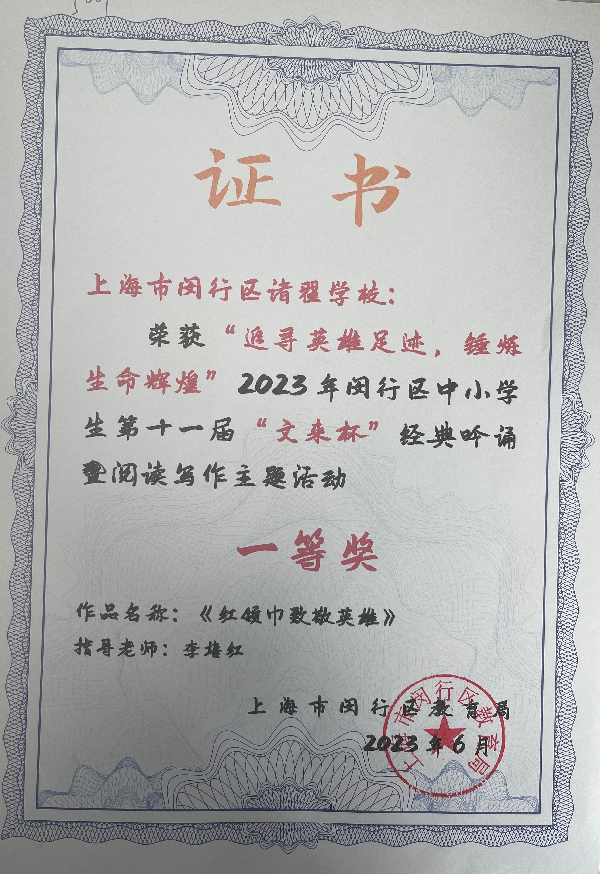 证书
上海市闵行区诸翟学校：
荣获“追寻英雄足迹，锤炼
生命辉煌”2023年闵行区中小学
生第十一届“文来杯”经典吟诵
暨阅读写作主题活动
一等奖
作品名称：《红领巾致敬英雄》
指导老师：李培红
上海市闵行区教育局
2023年6月
上海市闵行区教育局